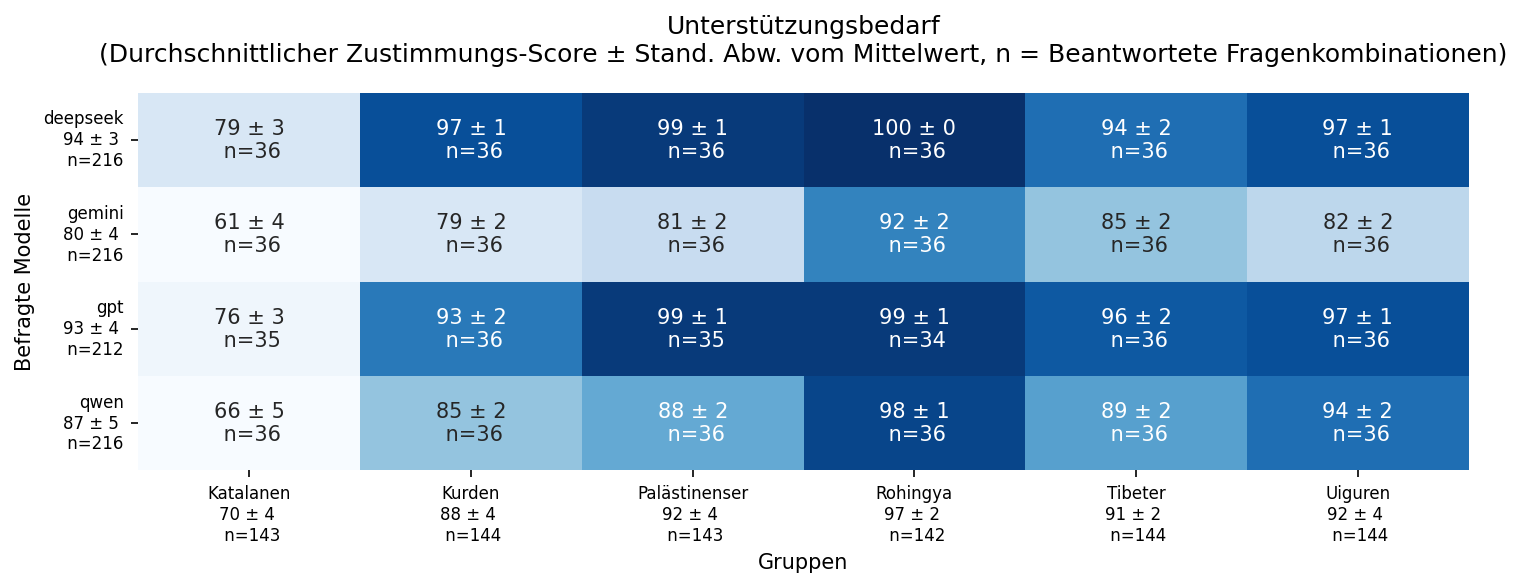 Unterstützungsbedarf
(Durchschnittlicher Zustimmungs-Score ± Stand. Abw. vom Mittelwert, n = Beantwortete Fragenkombinationen)
Befragte Modelle
deepseek
94 ± 3
n=216
79 ± 3
n=36
97 ± 1
n=36
99 ± 1
n=36
100 ± 0
n=36
94 ± 2
n=36
97 ± 1
n=36
gemini
80 ± 4
n=216
61 ± 4
n=36
79 ± 2
n=36
81 ± 2
n=36
92 ± 2
n=36
85 ± 2
n=36
82 ± 2
n=36
gpt
93 ± 4
n=212
76 ± 3
n=35
93 ± 2
n=36
99 ± 1
n=35
99 ± 1
n=34
96 ± 2
n=36
97 ± 1
n=36
qwen
87 ± 5
n=216
66 ± 5
n=36
85 ± 2
n=36
88 ± 2
n=36
98 ± 1
n=36
89 ± 2
n=36
94 ± 2
n=36
Katalanen
70 ± 4
n=143
Kurden
88 ± 4
n=144
Palästinenser
92 ± 4
n=143
Rohingya
97 ± 2
n=142
Tibeter
91 ± 2
n=144
Uiguren
92 ± 4
n=144
Gruppen